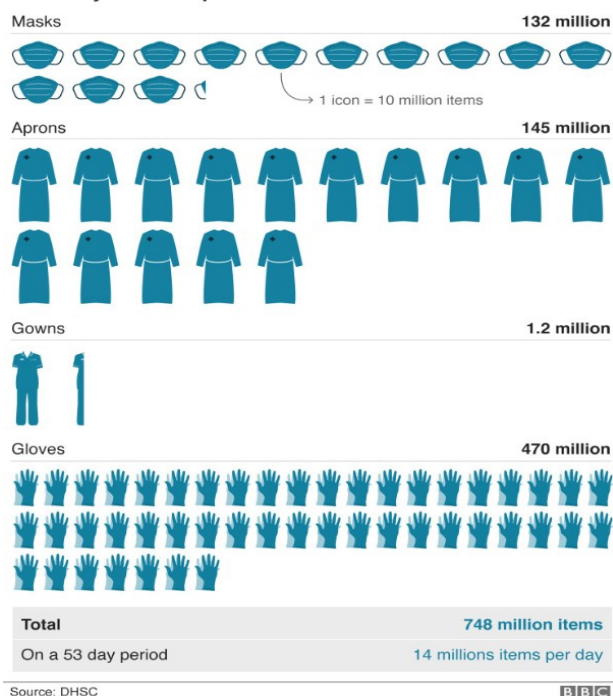 Masks 132 million
1 icon = 10 million items
Aprons 145 million
Gowns 1.2 million
Gloves 470 million
Total 748 million items
On a 53 day period 14 millions items per day
Source: DHSC BBC